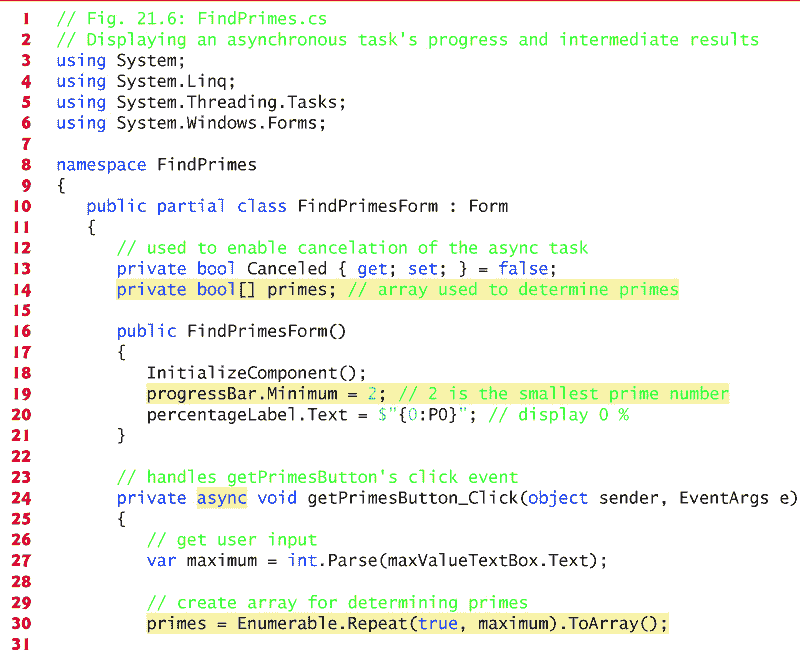 1 // Fig. 21.6: FindPrimes.cs
2 // Displaying an asynchronous task's progress and intermediate results
3 using System;
4 using System.Linq;
5 using System.Threading.Tasks;
6 using System.Windows.Forms;
7
8 namespace FindPrimes
9 {
10 public partial class FindPrimesForm : Form
11 {
12 // used to enable cancelation of the async task
13 private bool Canceled { get; set; } = false;
14 private bool[] primes; // array used to determine primes
15
16 public FindPrimesForm()
17 {
18 InitializeComponent();
19 progressBar.Minimum = 2; // 2 is the smallest prime number
20 percentageLabel.Text = $"{0:P0}"; // display 0 %
21 }
22
23 // handles getPrimesButton's click event
24 private async void getPrimesButton_Click(object sender, EventArgs e)
25 {
26 // get user input
27 var maximum = int.Parse(maxValueTextBox.Text);
28
29 // create array for determining primes
30 primes = Enumerable.Repeat(true, maximum).ToArray();
31